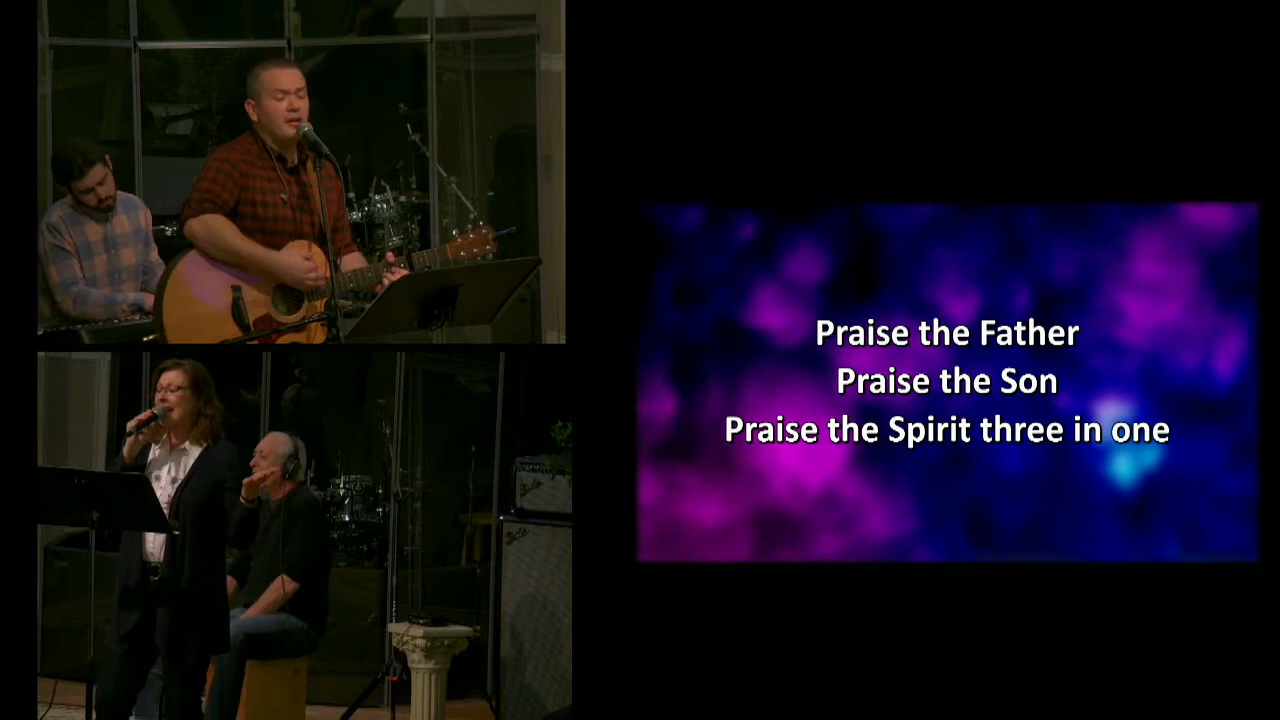 Praise the Father
Praise the Son
Praise the Spirit three in one